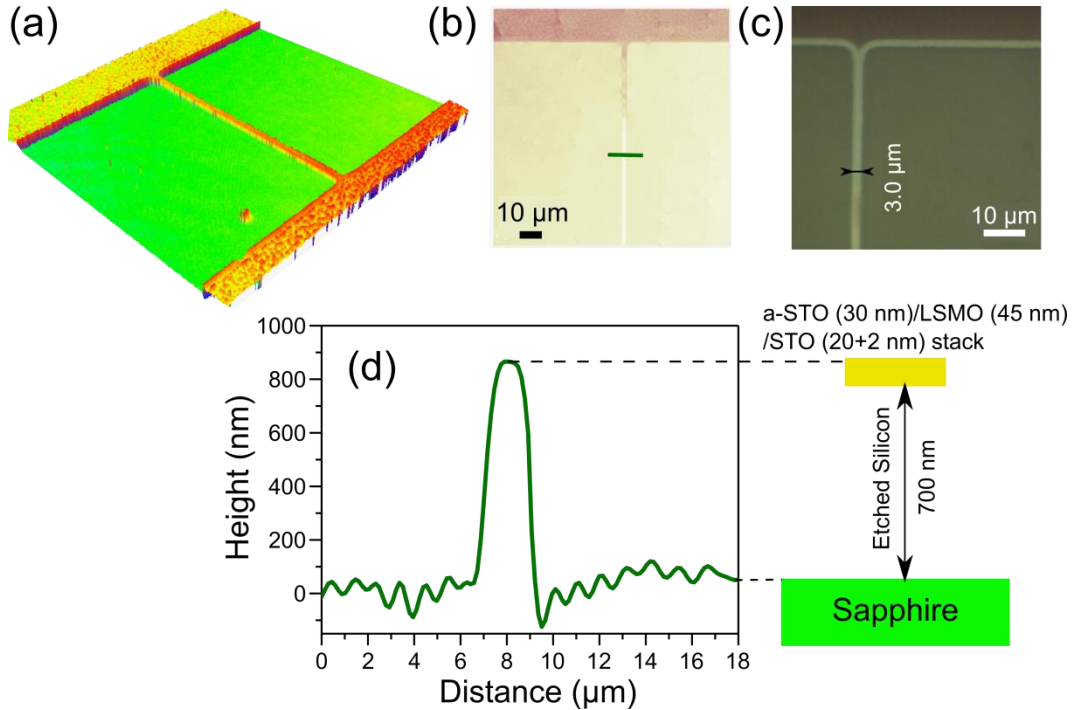 (a)
(b)
10 µm
(c)
3.0 µm
10 µm
a-STO (30 nm)/LSMO (45 nm)
/STO (20+2 nm) stack
(d)
Height (nm)
1000
800
600
400
200
0
0 2 4 6 8 10 12 14 16 18
Distance (µm)
Etched Silicon
700 nm
Sapphire